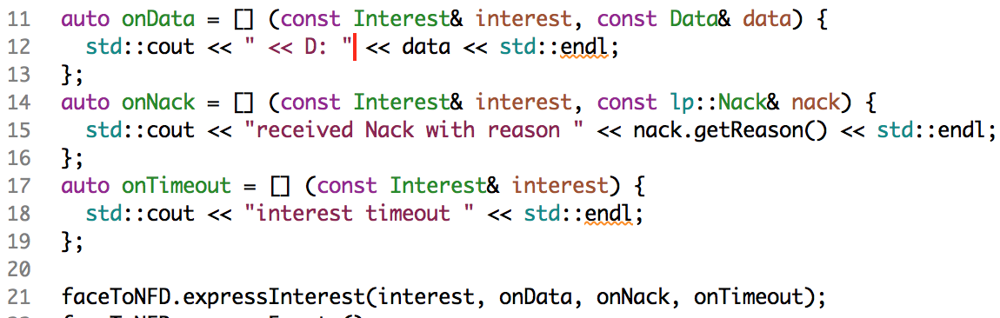 11 auto onData = [] (const Interest& interest, const Data& data) {
12 std::cout << " << D: " << data << std::endl;
13 };
14 auto onNack = [] (const Interest& interest, const lp::Nack& nack) {
15 std::cout << "received Nack with reason " << nack.getReason() << std::endl;
16 };
17 auto onTimeout = [] (const Interest& interest) {
18 std::cout << "interest timeout " << std::endl;
19 };
20
21 faceToNFD.expressInterest(interest, onData, onNack, onTimeout);